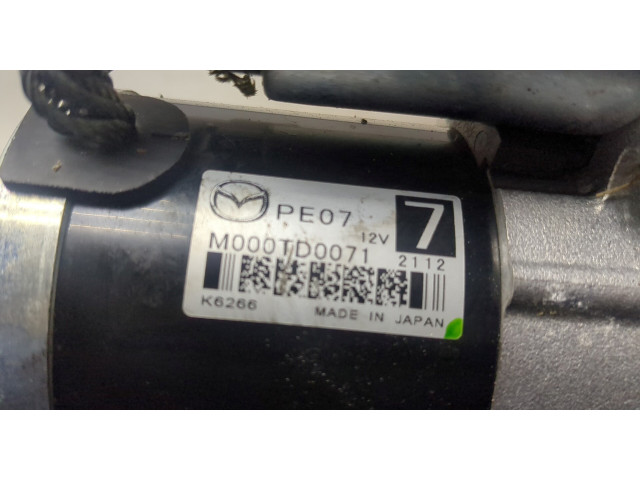 PE07 12V 7
M000TD0071 2112
K6266 MADE IN JAPAN